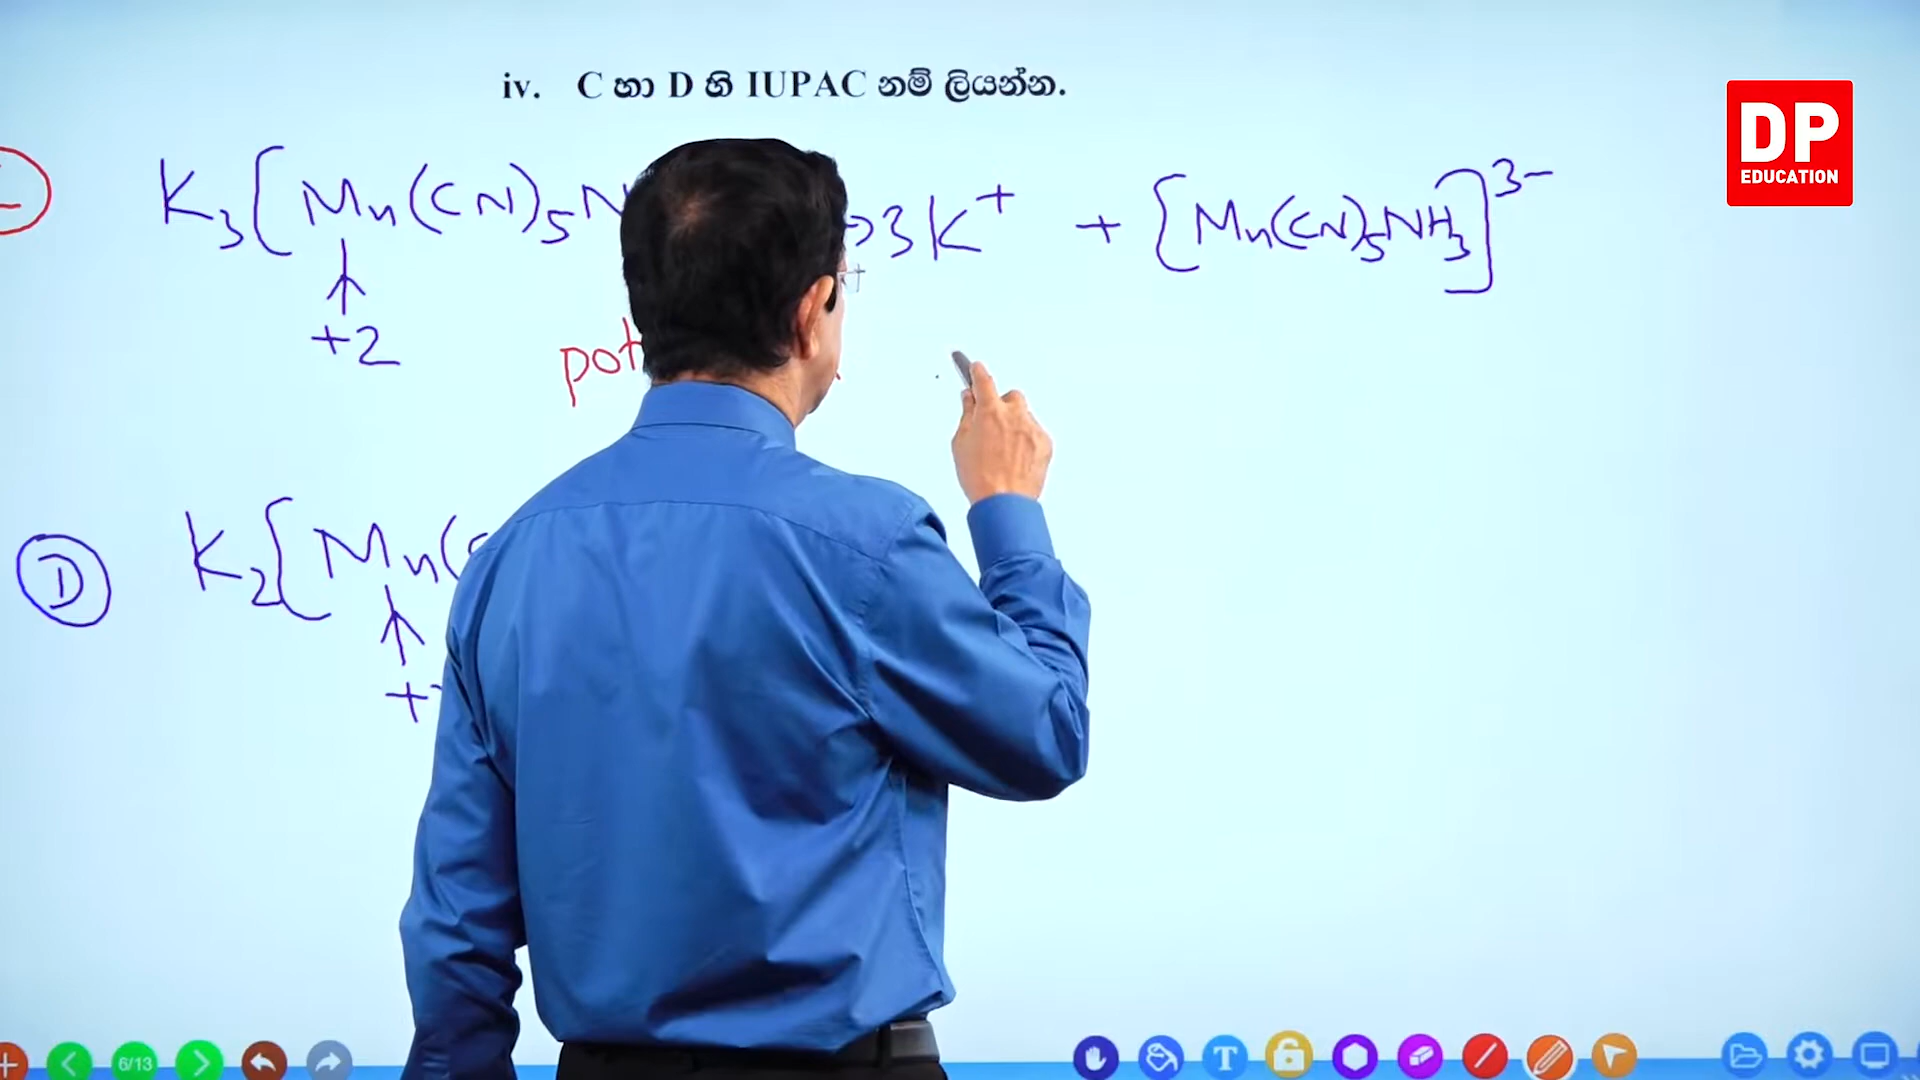 iv. C හා D හි IUPAC නම් ලියන්න.
DP
EDUCATION
K₃[Mn(CN)₅N →3K⁺ + [Mn(CN)₅NH₃]³⁻
+2
pot
D K₂[Mn(C
6/13
T